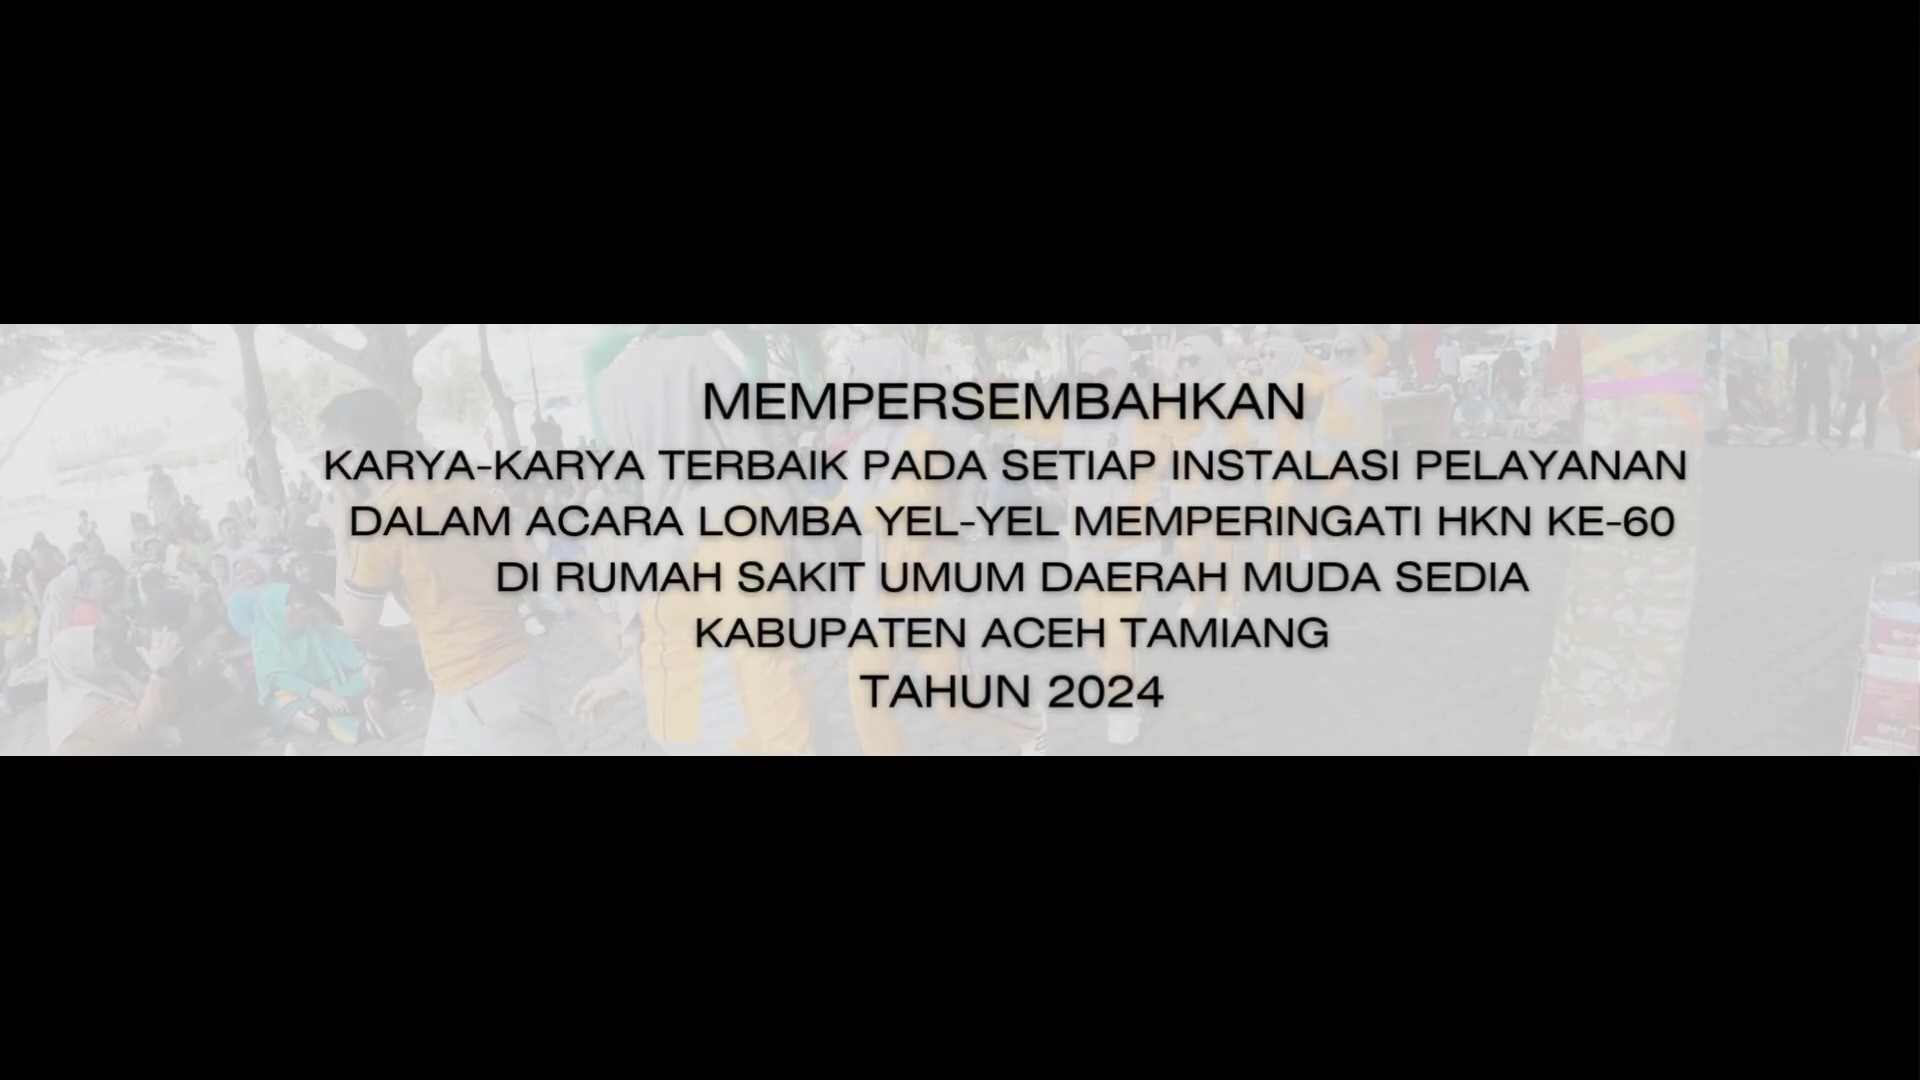 MEMPERSEMBAHKAN
KARYA-KARYA TERBAIK PADA SETIAP INSTALASI PELAYANAN
DALAM ACARA LOMBA YEL-YEL MEMPERINGATI HKN KE-60
DI RUMAH SAKIT UMUM DAERAH MUDA SEDIA
KABUPATEN ACEH TAMIANG
TAHUN 2024